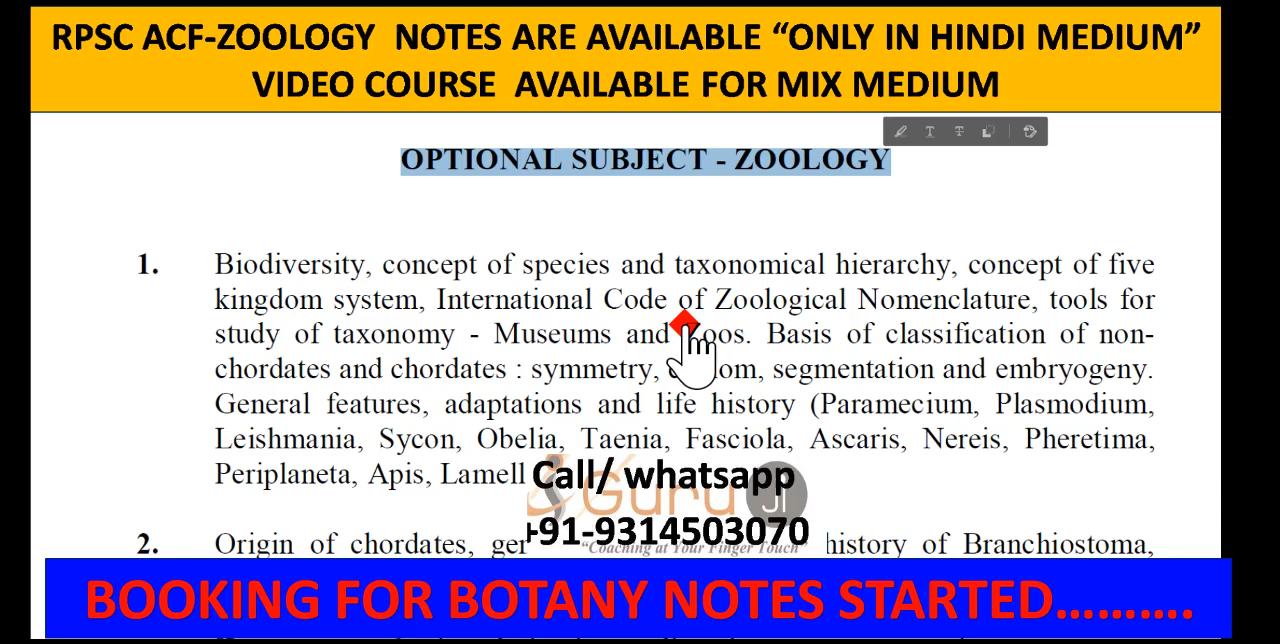 RPSC ACF-ZOOLOGY NOTES ARE AVAILABLE “ONLY IN HINDI MEDIUM”
VIDEO COURSE AVAILABLE FOR MIX MEDIUM
OPTIONAL SUBJECT - ZOOLOGY
1. Biodiversity, concept of species and taxonomical hierarchy, concept of five
kingdom system, International Code of Zoological Nomenclature, tools for
study of taxonomy - Museums and Zoos. Basis of classification of non-
chordates and chordates : symmetry, segmentation and embryogeny.
General features, adaptations and life history (Paramecium, Plasmodium,
Leishmania, Sycon, Obelia, Taenia, Fasciola, Ascaris, Nereis, Pheretima,
Periplaneta, Apis, Lamell
Call/ whatsapp
Guru JI
+91-9314503070
“Coaching at Your Finger Touch”
2. Origin of chordates, ger history of Branchiostoma,
BOOKING FOR BOTANY NOTES STARTED..........